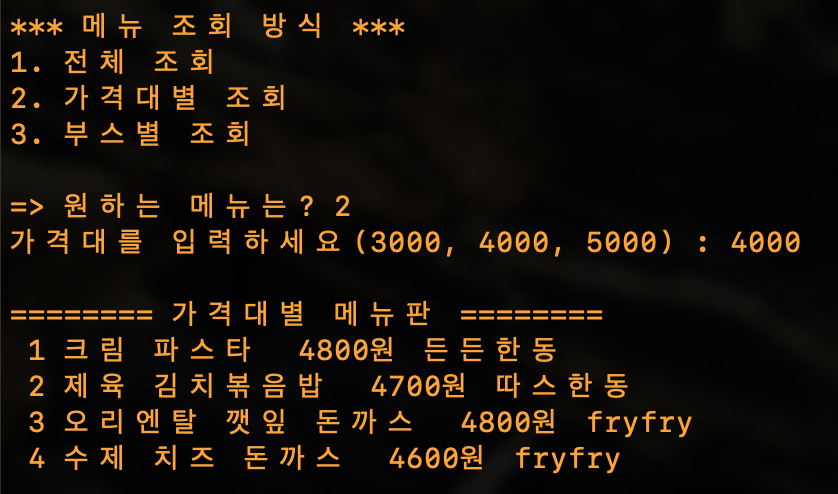 *** 메뉴 조회 방식 ***
1. 전체 조회
2. 가격대별 조회
3. 부스별 조회
=> 원하는 메뉴는? 2
가격대를 입력하세요(3000, 4000, 5000) : 4000
======== 가격대별 메뉴판 ========
1 크림 파스타 4800원 든든한동
2 제육 김치볶음밥 4700원 따스한동
3 오리엔탈 깻잎 돈까스 4800원 fryfry
4 수제 치즈 돈까스 4600원 fryfry